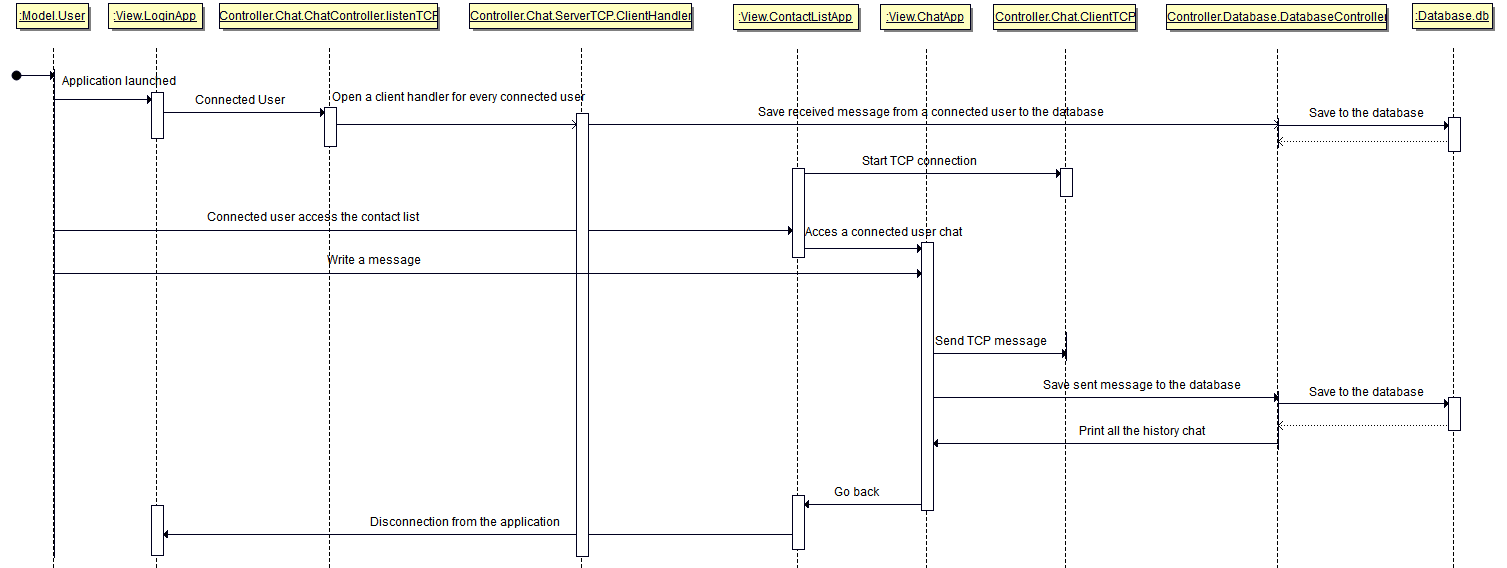 :Model.User
:View.LoginApp
Controller.Chat.ChatController.listenTCP
Controller.Chat.ServerTCP.ClientHandler
:View.ContactListApp
:View.ChatApp
Controller.Chat.ClientTCP
Controller.Database.DatabaseController
:Database.db
Application launched
Connected User
Open a client handler for every connected user
Save received message from a connected user to the database
Save to the database
Start TCP connection
Connected user access the contact list
Acces a connected user chat
Write a message
Send TCP message
Save sent message to the database
Save to the database
Print all the history chat
Go back
Disconnection from the application